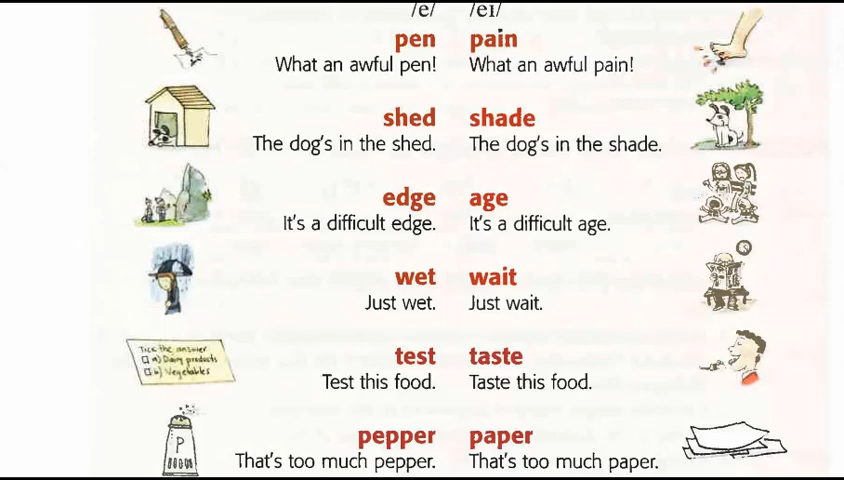 /e/ /eɪ/
pen pain
What an awful pen! What an awful pain!
shed shade
The dog's in the shed. The dog's in the shade.
edge age
It's a difficult edge. It's a difficult age.
wet wait
Just wet. Just wait.
Tick the answer
a) Dairy products
b) Vegetables
test taste
Test this food. Taste this food.
P
pepper paper
That's too much pepper. That's too much paper.